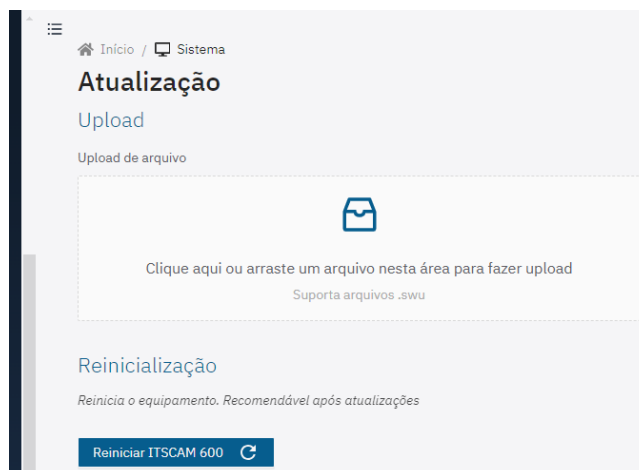 Início / Sistema
Atualização
Upload
Upload de arquivo
Clique aqui ou arraste um arquivo nesta área para fazer upload
Suporta arquivos .swu
Reinicialização
Reinicia o equipamento. Recomendável após atualizações
Reiniciar ITSCAM 600